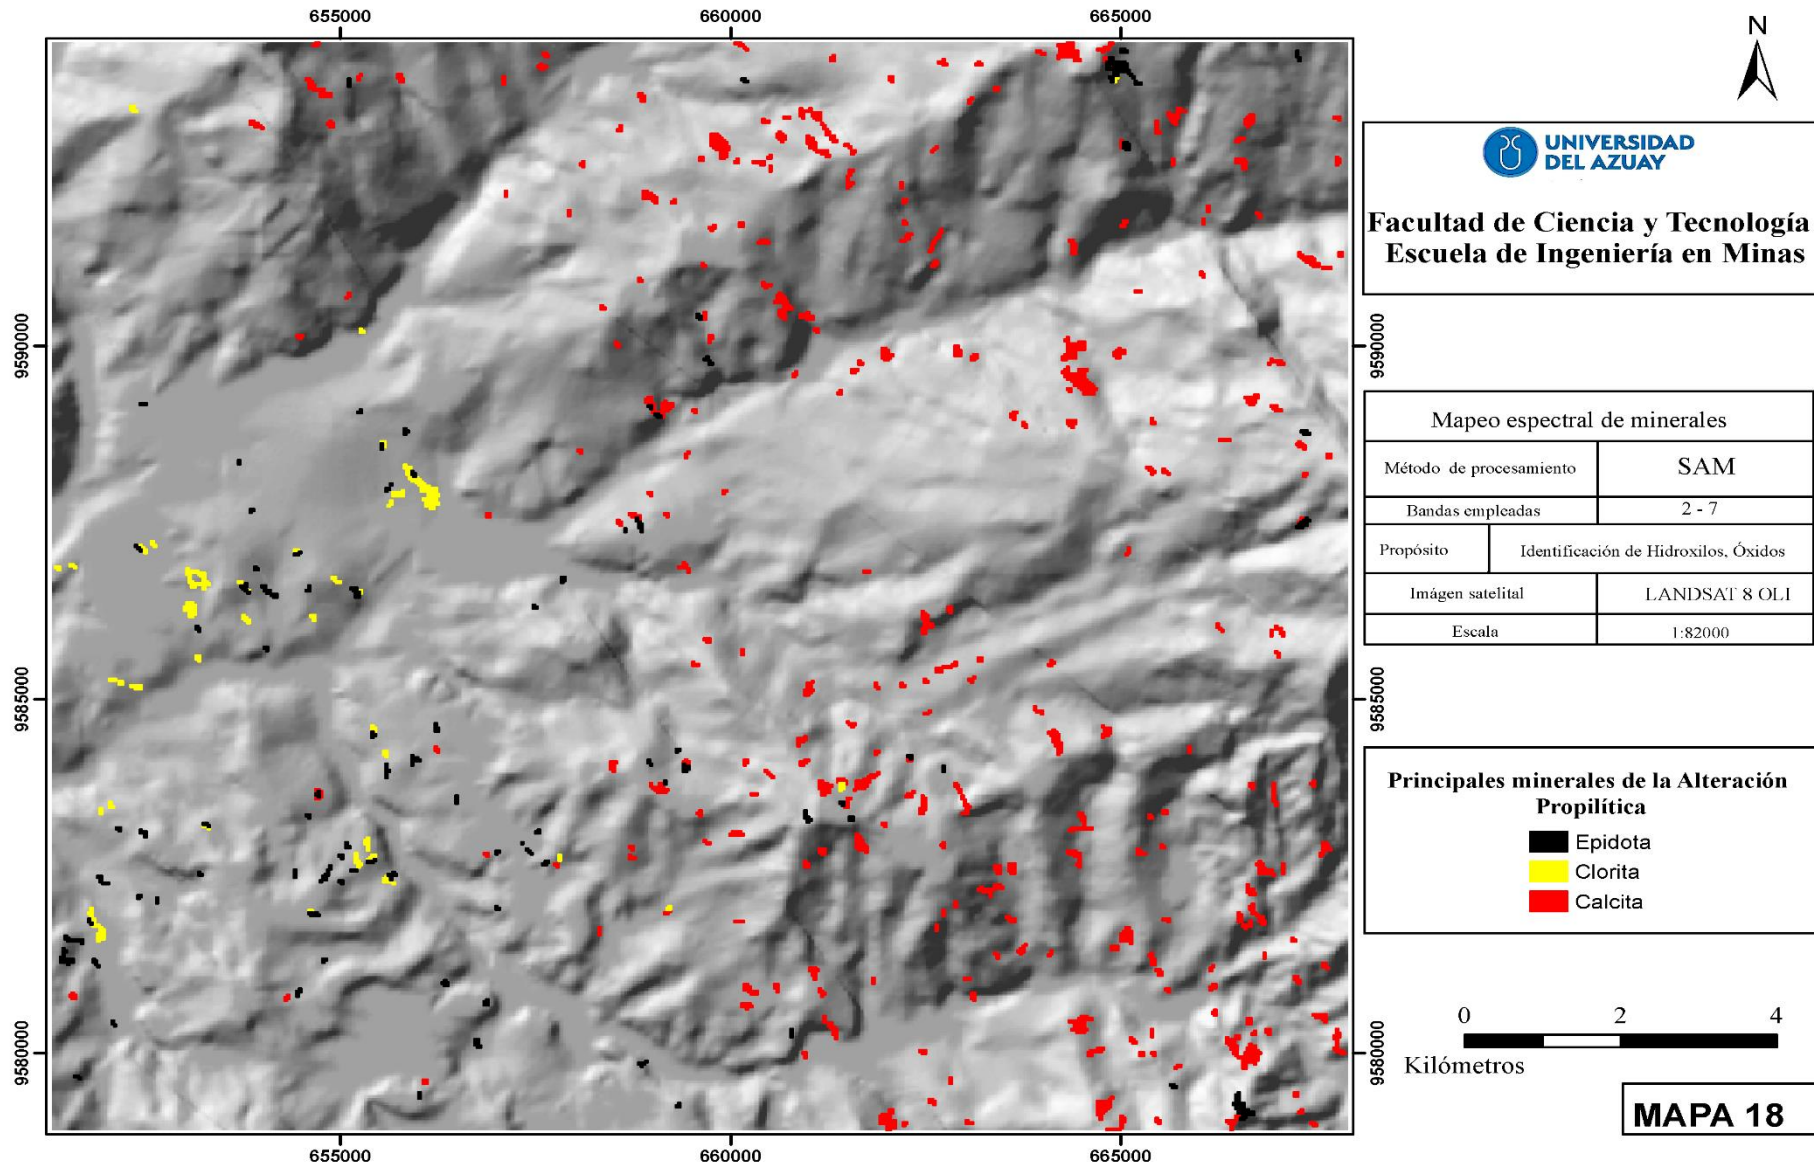 655000
660000
665000
N
UNIVERSIDAD
DEL AZUAY
Facultad de Ciencia y Tecnología
Escuela de Ingeniería en Minas
9590000
9590000
Mapeo espectral de minerales
Método de procesamiento SAM
Bandas empleadas 2 - 7
Propósito Identificación de Hidroxilos, Óxidos
Imágen satelital LANDSAT 8 OLI
Escala 1:82000
9585000
9585000
Principales minerales de la Alteración
Propilítica
Epidota
Clorita
Calcita
0 2 4
Kilómetros
9580000
9580000
MAPA 18
655000
660000
665000